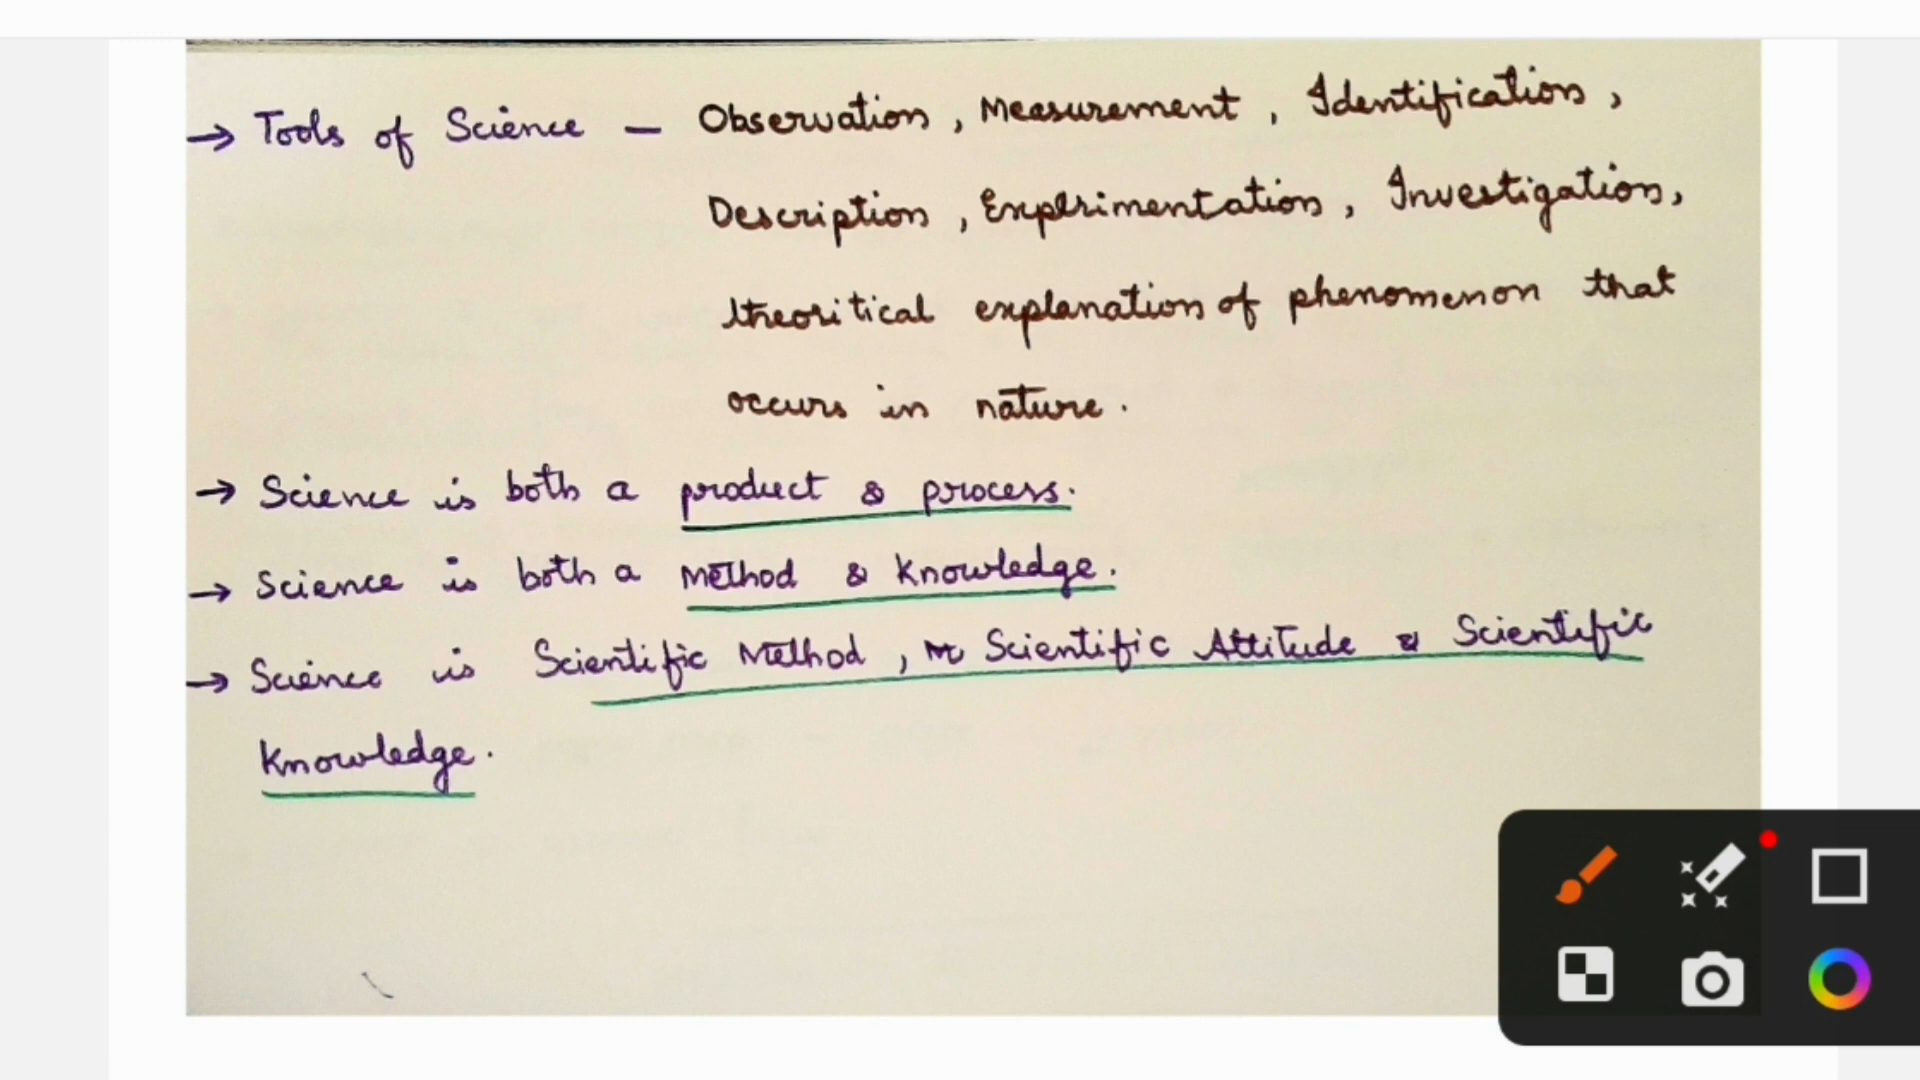 → Tools of Science — Observation, Measurement, Identification,
Description, Experimentation, Investigation,
theoritical explanation of phenomenon that
occurs in nature.
→ Science is both a product & process.
→ Science is both a Method & Knowledge.
→ Science is Scientific Method, Scientific Attitude & Scientific
Knowledge.